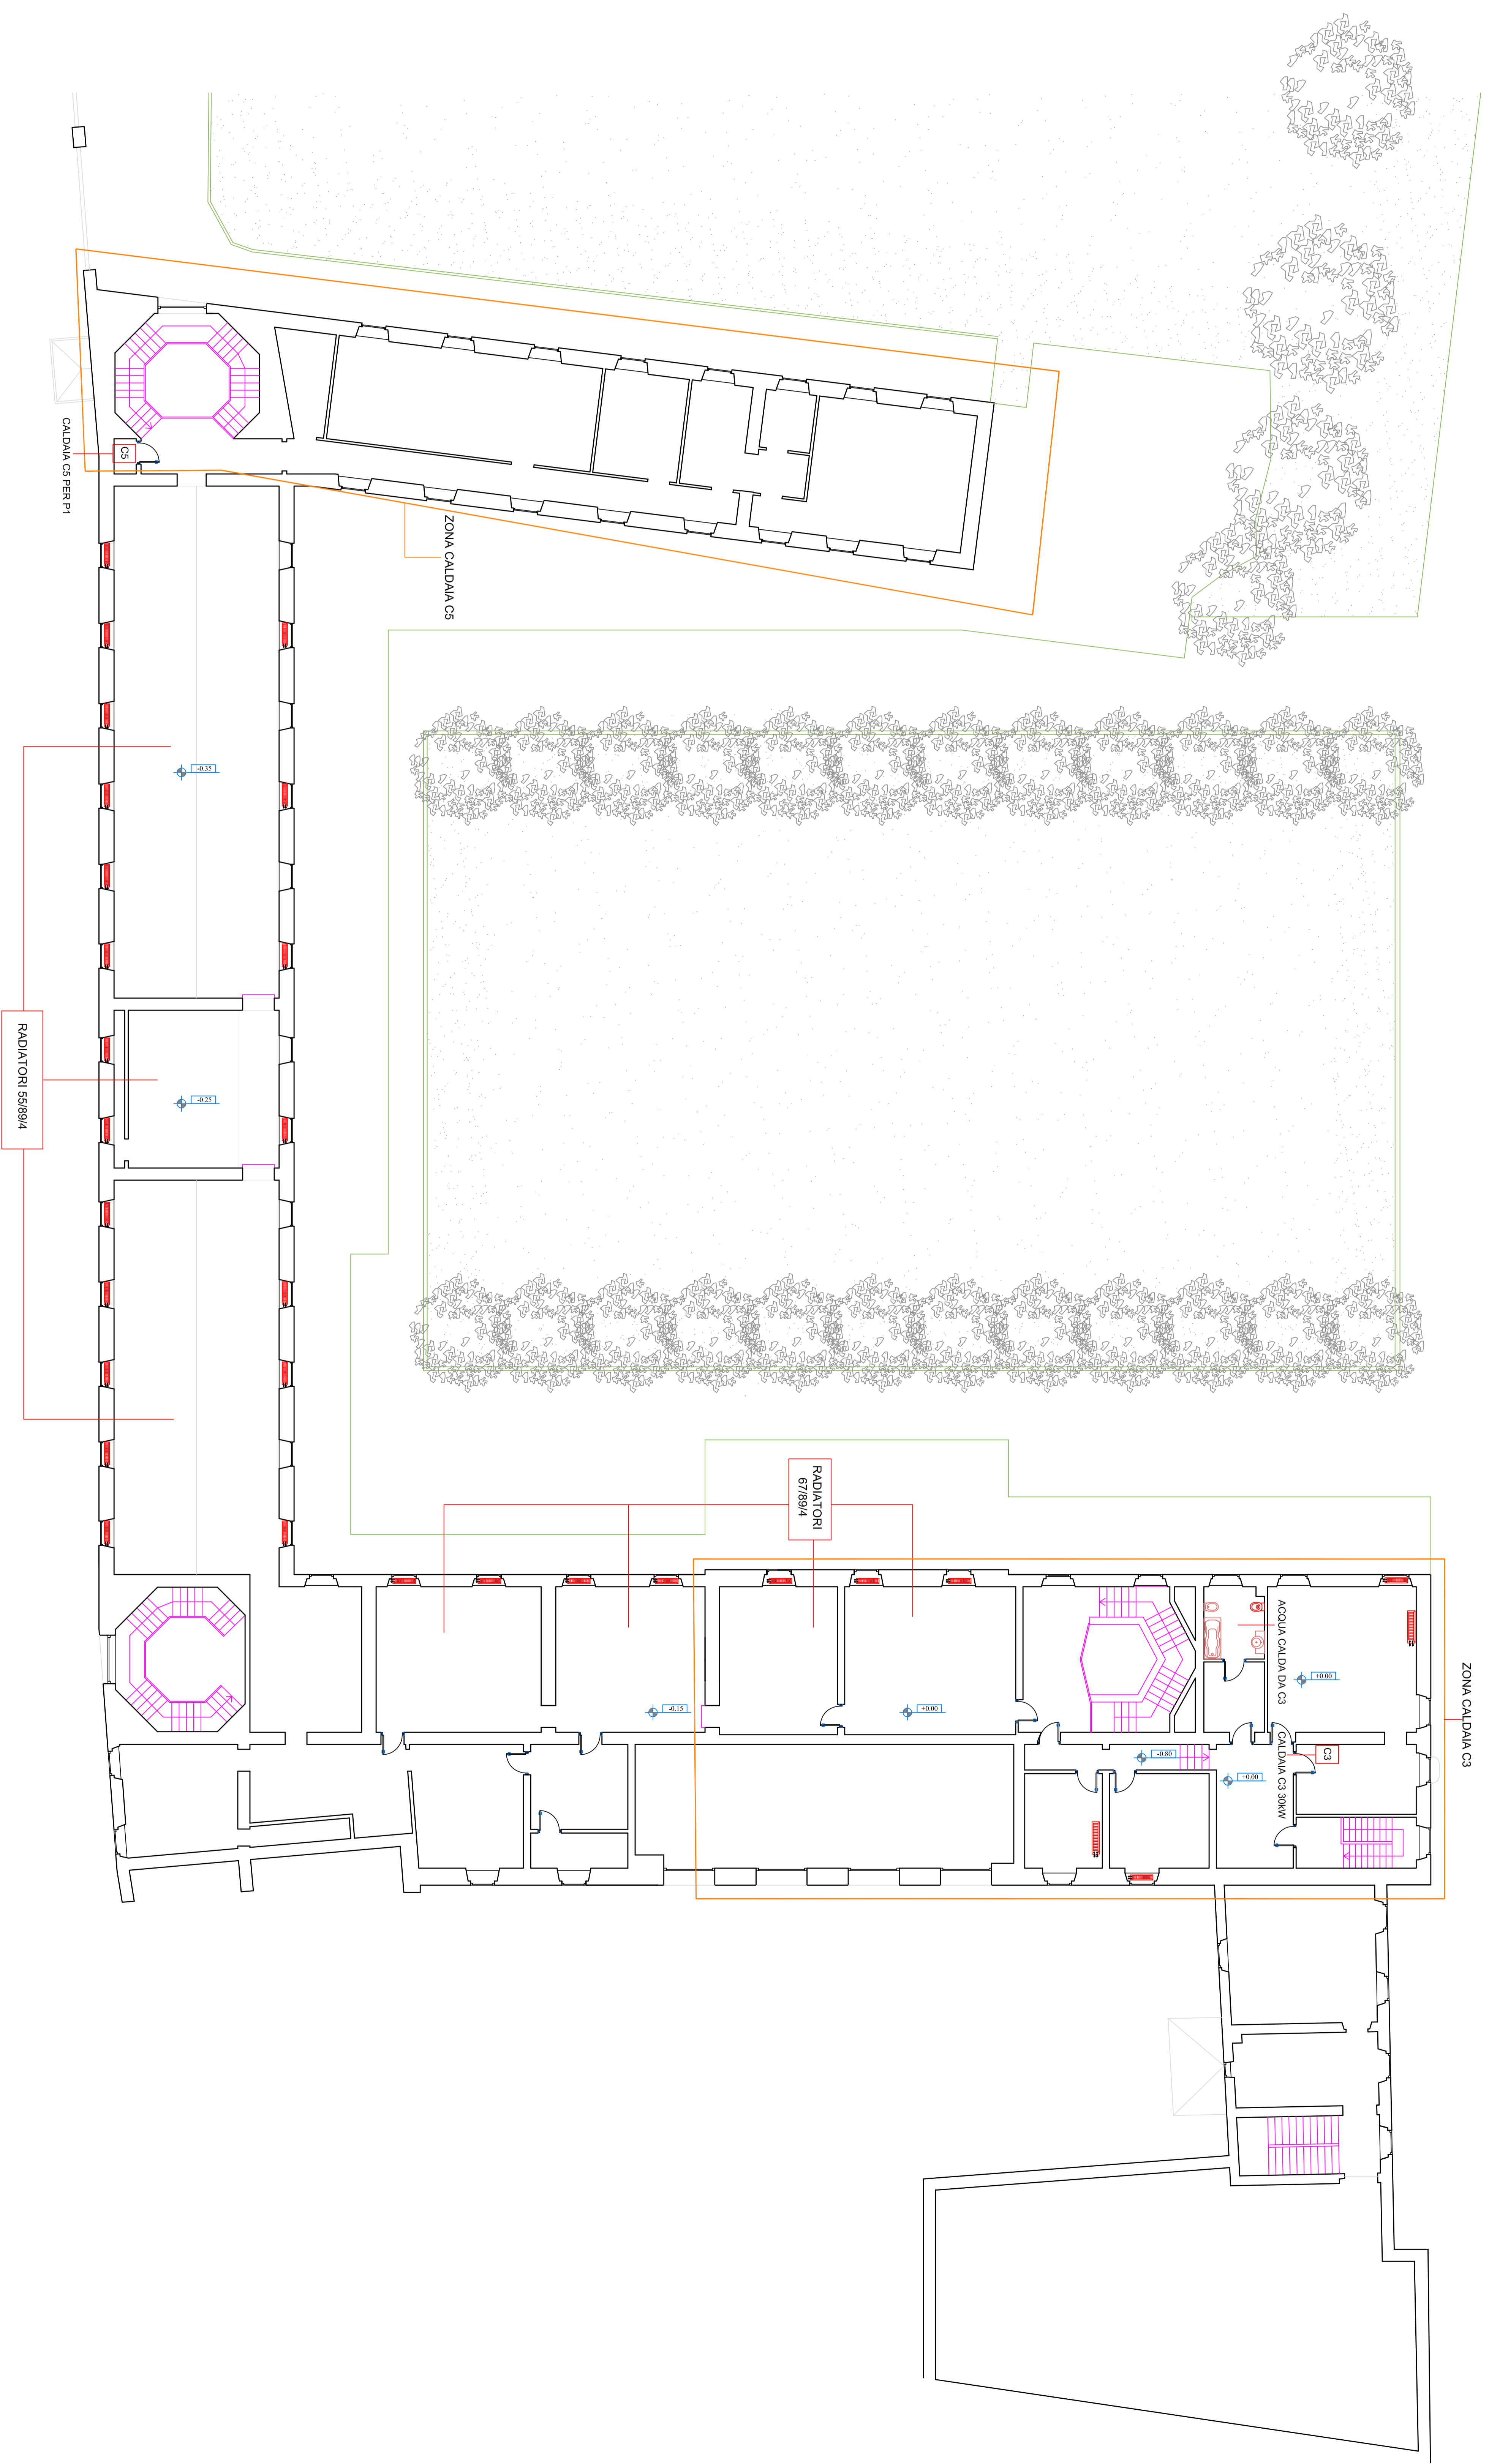 ZONA CALDAIA C3
ACQUA CALDA DA C3
+0.00
C3
CALDAIA C3 30kW
+0.00
-0.80
RADIATORI
67/89/4
+0.00
-0.15
ZONA CALDAIA C5
C5
CALDAIA C5 PER P1
-0.35
-0.25
RADIATORI 55/89/4